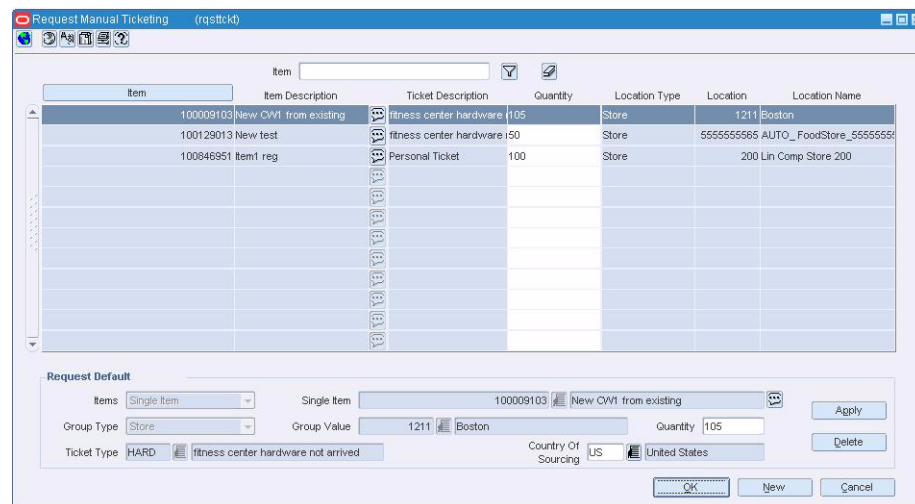 Request Manual Ticketing (rqsttckt)
Item
Item Item Description Ticket Description Quantity Location Type Location Location Name
100009103 New CW1 from existing fitness center hardware 105 Store 1211 Boston
100129013 New test fitness center hardware 50 Store 5555555565 AUTO_FoodStore_5555555
100846951 Item1 reg Personal Ticket 100 Store 200 Lin Comp Store 200
Request Default
Items Single Item Single Item 100009103 New CW1 from existing
Apply
Group Type Store Group Value 1211 Boston Quantity 105
Delete
Ticket Type HARD fitness center hardware not arrived Country Of Sourcing US United States
OK New Cancel